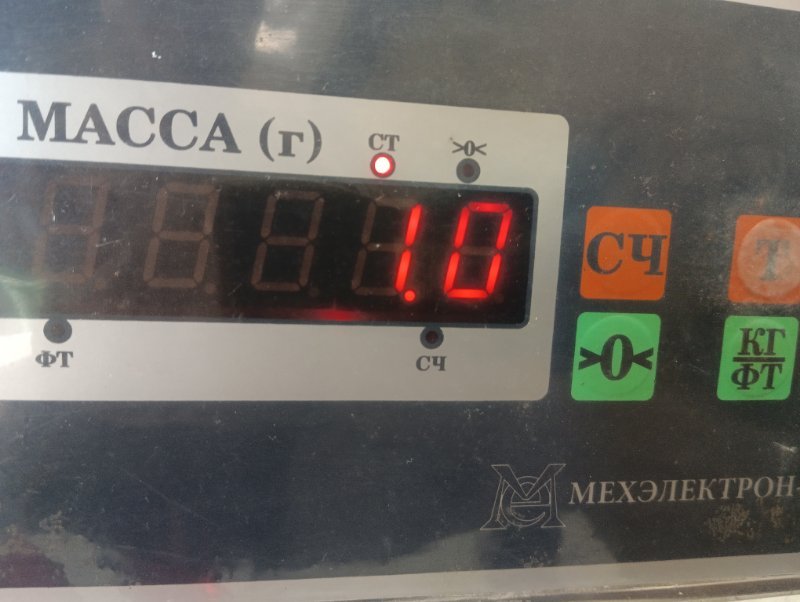 МАССА (г)
СТ
>0<
1.0
ФТ
СЧ
СЧ
Т
>0<
КГ
ФТ
МЕХЭЛЕКТРОН-